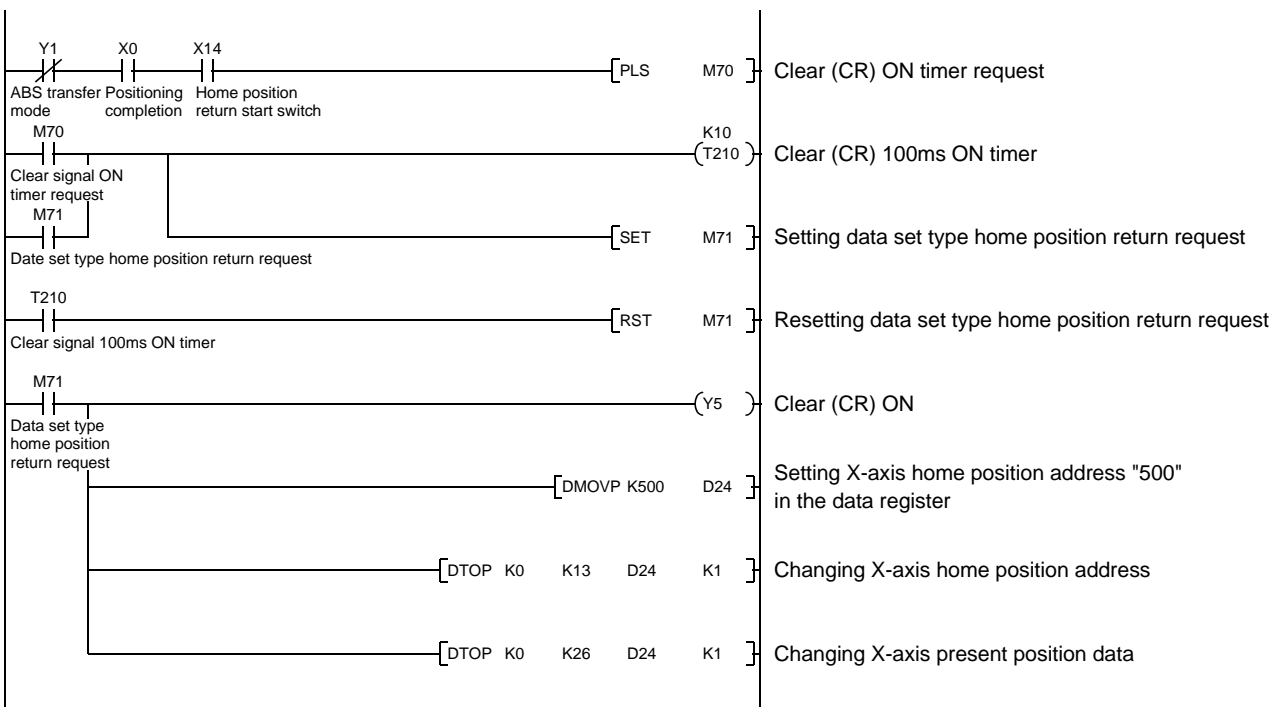 Y1 X0 X14
PLS M70 Clear (CR) ON timer request
ABS transfer Positioning Home position
mode completion return start switch
M70 K10
T210 Clear (CR) 100ms ON timer
Clear signal ON
timer request
M71
SET M71 Setting data set type home position return request
Date set type home position return request
T210
RST M71 Resetting data set type home position return request
Clear signal 100ms ON timer
M71
Y5 Clear (CR) ON
Data set type
home position
return request
DMOVP K500 D24 Setting X-axis home position address "500"
in the data register
DTOP K0 K13 D24 K1 Changing X-axis home position address
DTOP K0 K26 D24 K1 Changing X-axis present position data